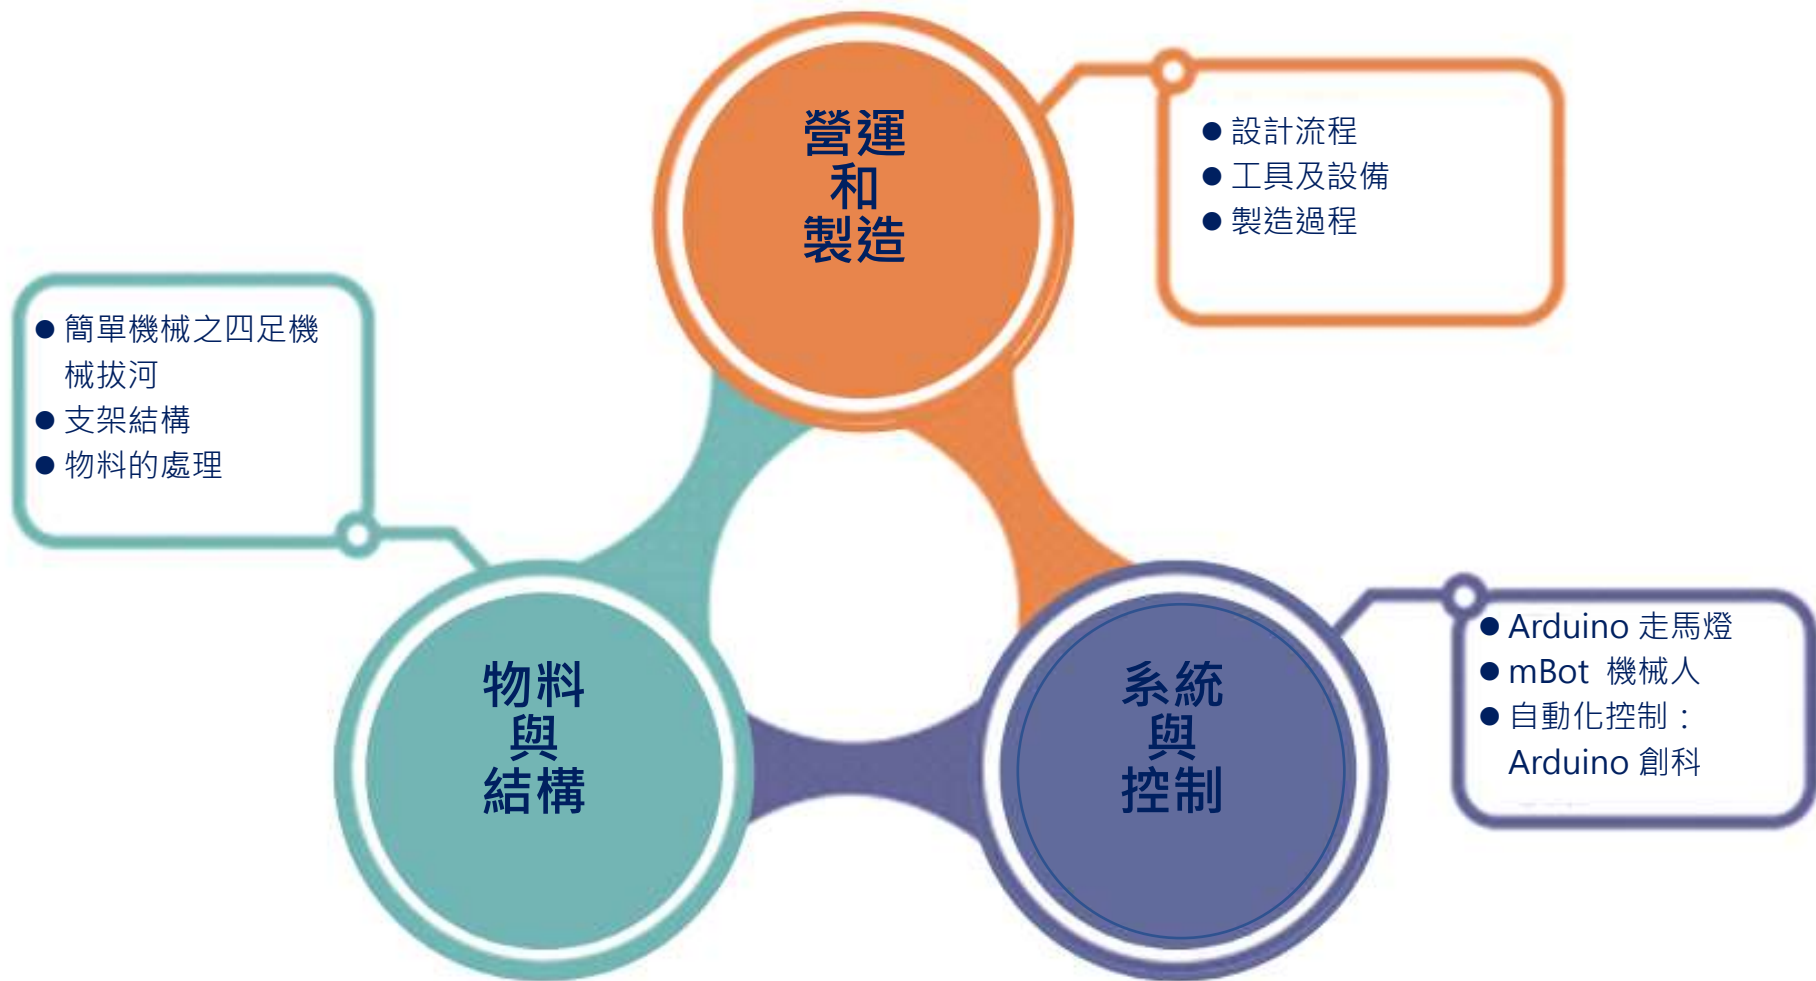 營運
和
製造
● 設計流程
● 工具及設備
● 製造過程
● 簡單機械之四足機
械拔河
● 支架結構
● 物料的處理
物料
與
結構
系統
與
控制
● Arduino 走馬燈
● mBot 機械人
● 自動化控制：
Arduino 創科